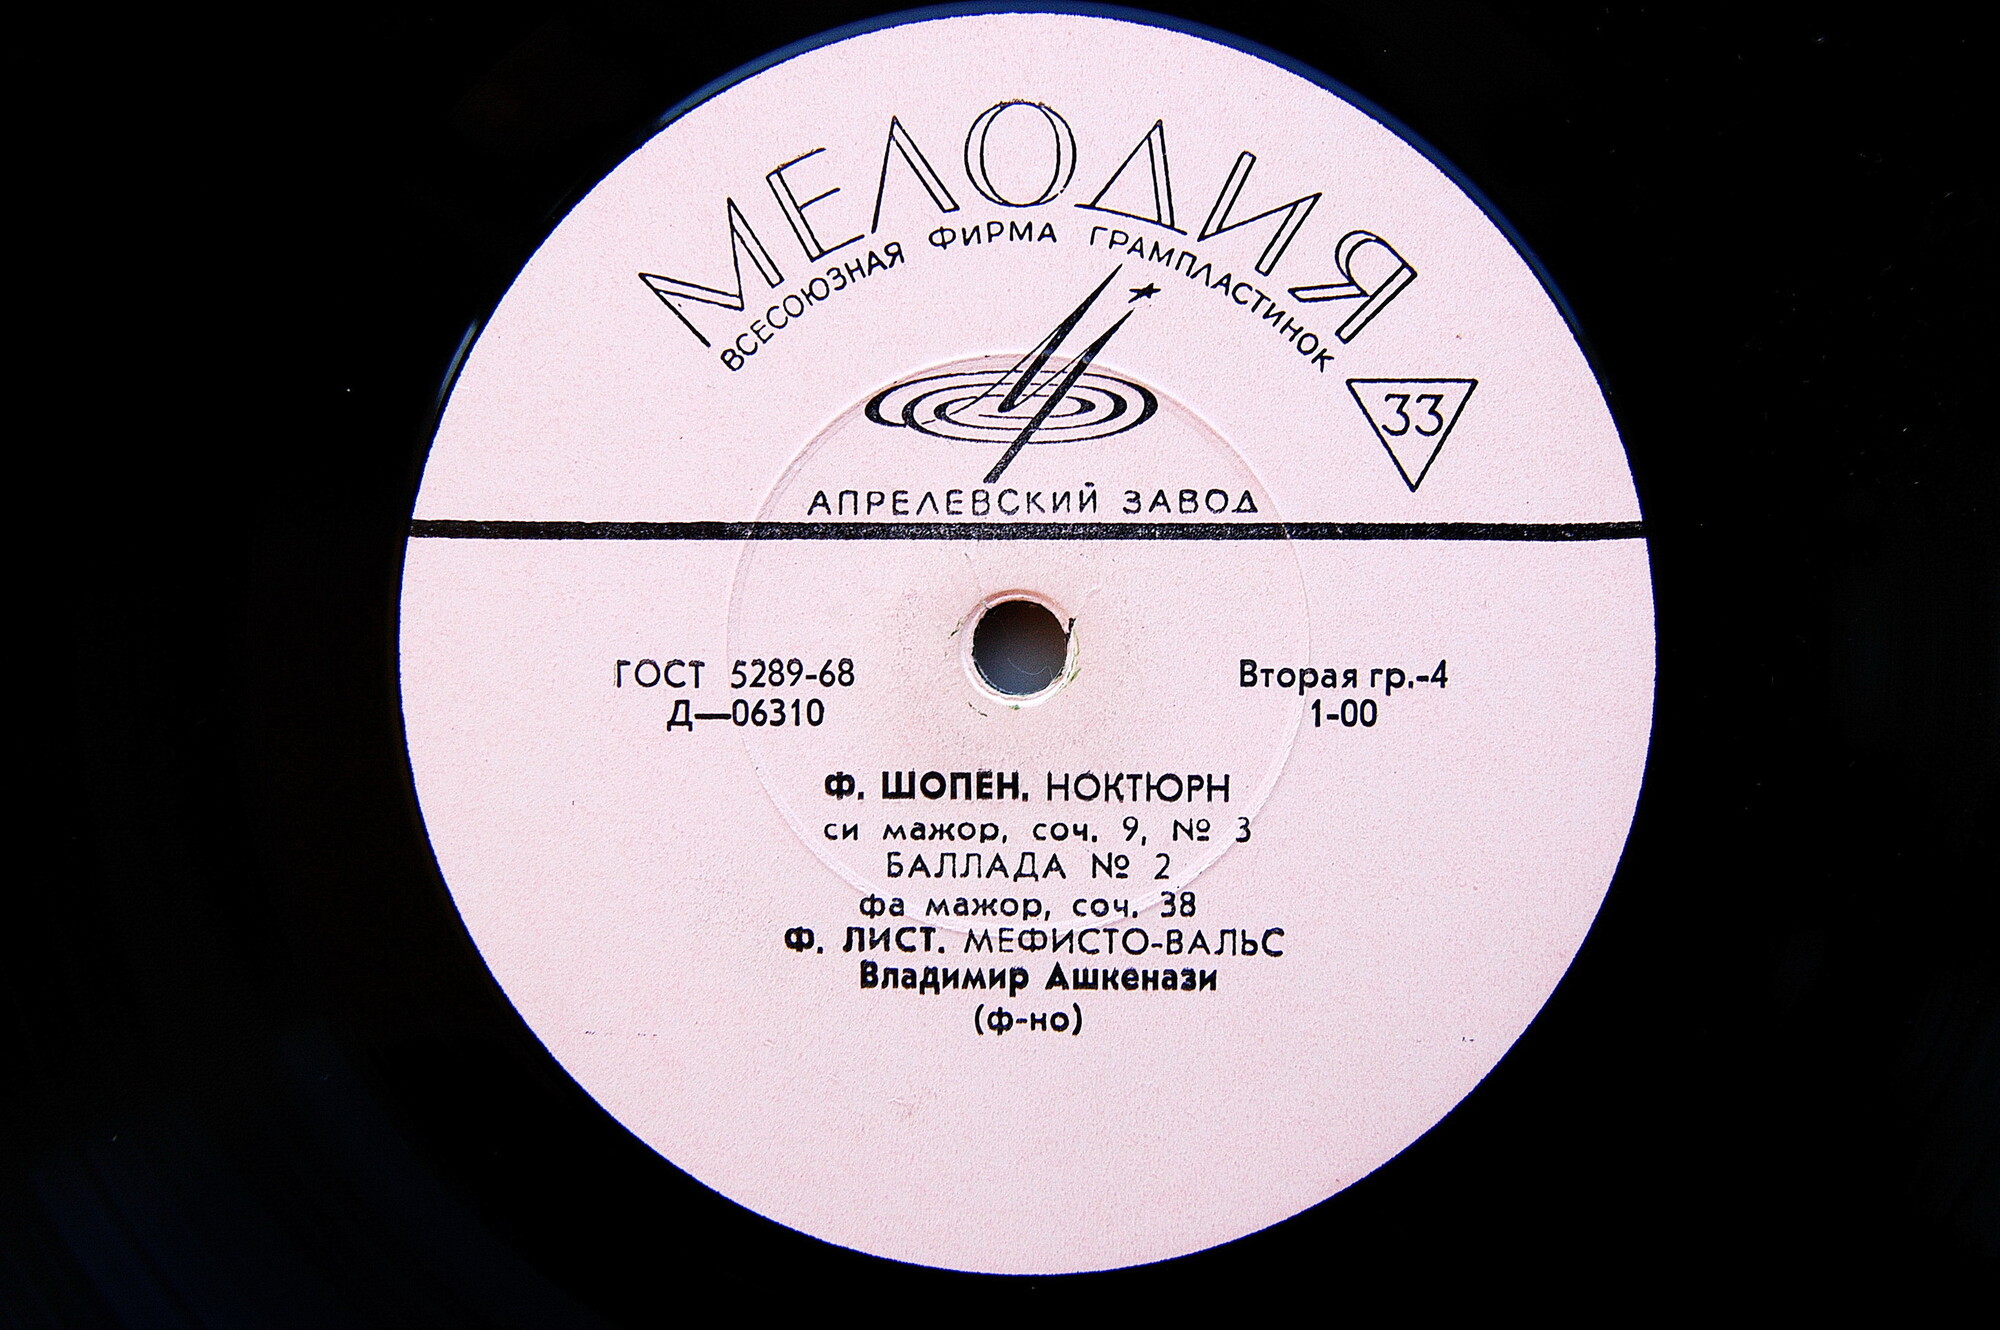 МЕЛОДИЯ
ВСЕСОЮЗНАЯ ФИРМА ГРАМПЛАСТИНОК
33
АПРЕЛЕВСКИЙ ЗАВОД
ГОСТ 5289-68
Д—06310
Вторая гр.-4
1-00
Ф. ШОПЕН. НОКТЮРН
си мажор, соч. 9, № 3
БАЛЛАДА № 2
фа мажор, соч. 38
Ф. ЛИСТ. МЕФИСТО-ВАЛЬС
Владимир Ашкенази
(ф-но)